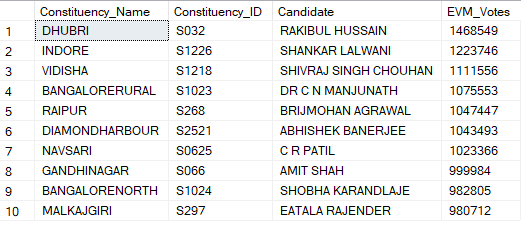 Constituency_Name Constituency_ID Candidate EVM_Votes
1 DHUBRI S032 RAKIBUL HUSSAIN 1468549
2 INDORE S1226 SHANKAR LALWANI 1223746
3 VIDISHA S1218 SHIVRAJ SINGH CHOUHAN 1111556
4 BANGALORERURAL S1023 DR C N MANJUNATH 1075553
5 RAIPUR S268 BRIJMOHAN AGRAWAL 1047447
6 DIAMONDHARBOUR S2521 ABHISHEK BANERJEE 1043493
7 NAVSARI S0625 C R PATIL 1023366
8 GANDHINAGAR S066 AMIT SHAH 999984
9 BANGALORENORTH S1024 SHOBHA KARANDLAJE 982805
10 MALKAJGIRI S297 EATALA RAJENDER 980712